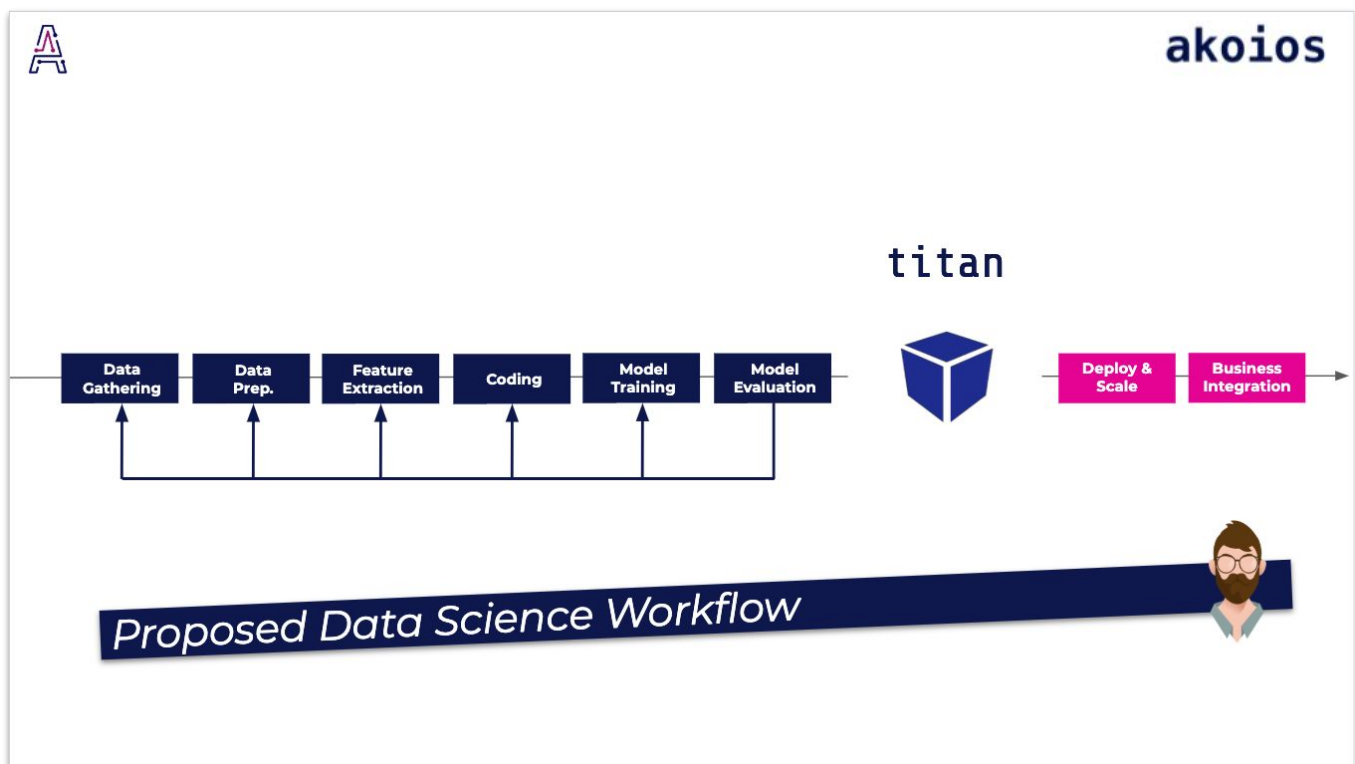 akoios
titan
Data
Gathering
Data
Prep.
Feature
Extraction
Coding
Model
Training
Model
Evaluation
Deploy &
Scale
Business
Integration
Proposed Data Science Workflow